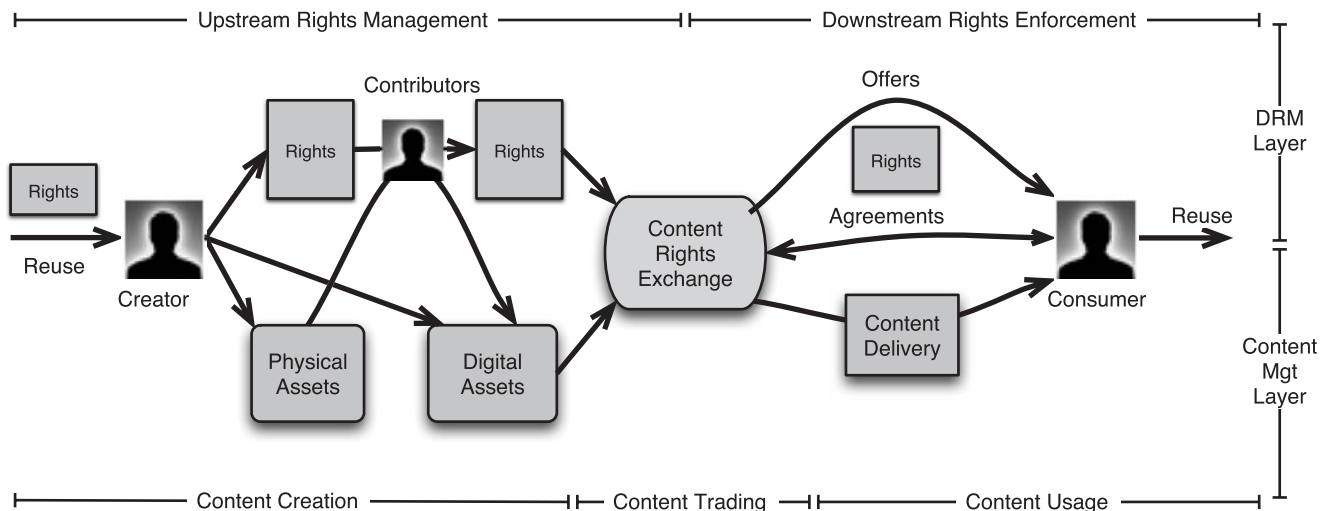 Upstream Rights Management
Downstream Rights Enforcement
Contributors
Offers
DRM
Layer
Rights
Rights
Rights
Rights
Agreements
Reuse
Content
Rights
Exchange
Reuse
Creator
Consumer
Physical
Assets
Digital
Assets
Content
Delivery
Content
Mgt
Layer
Content Creation
Content Trading
Content Usage